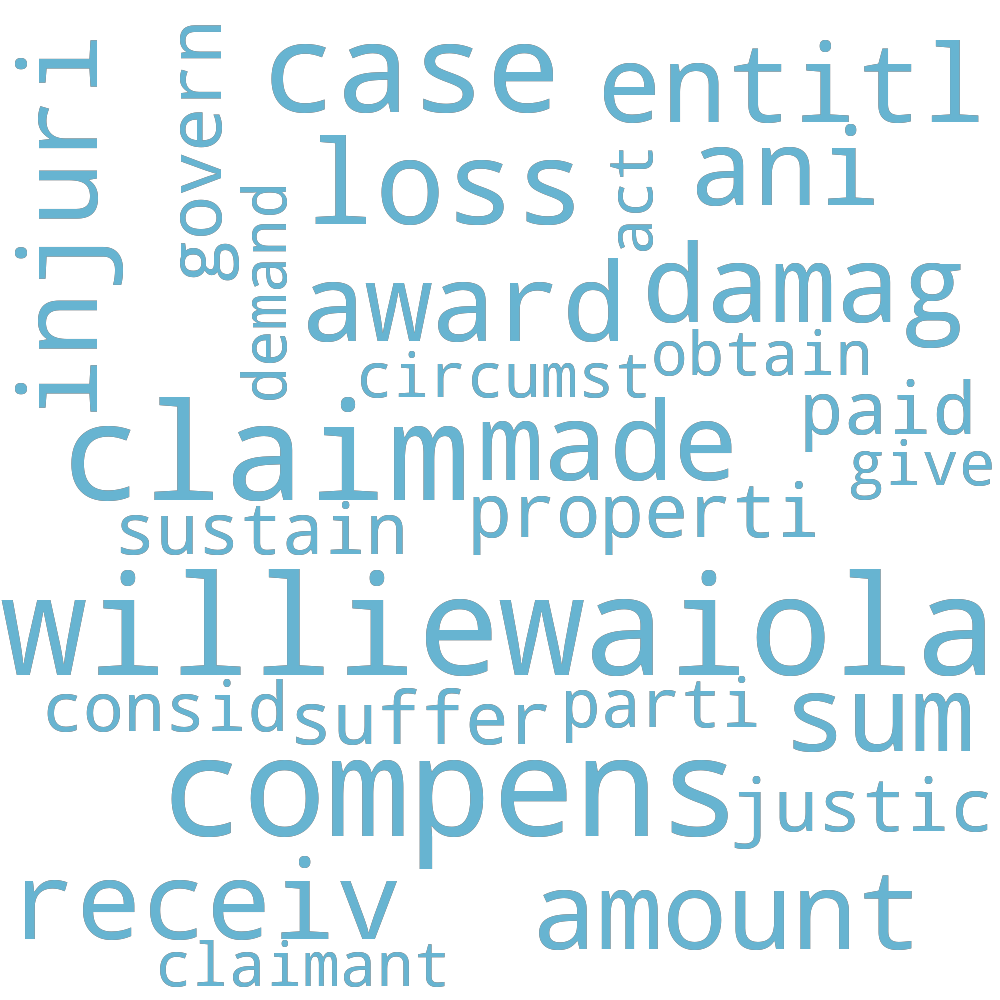 injuri
govern
case
entitl
loss
act
ani
demand
award
damag
circumst
obtain
claim
made
paid
give
sustain
properti
williewaiola
consid
suffer
parti
sum
compens
justic
receiv
amount
claimant